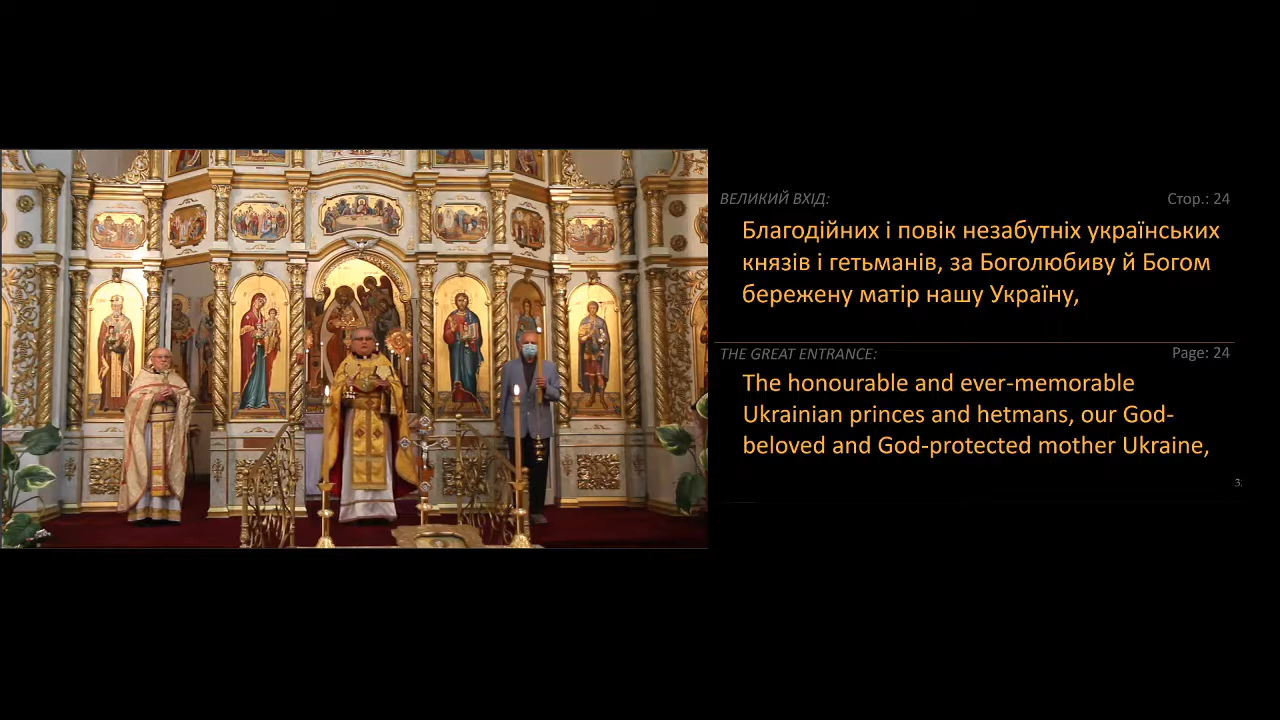 ВЕЛИКИЙ ВХІД:
Стор.: 24
Благодійних і повік незабутніх українських
князів і гетьманів, за Боголюбиву й Богом
бережену матір нашу Україну,
THE GREAT ENTRANCE:
Page: 24
The honourable and ever-memorable
Ukrainian princes and hetmans, our God-
beloved and God-protected mother Ukraine,